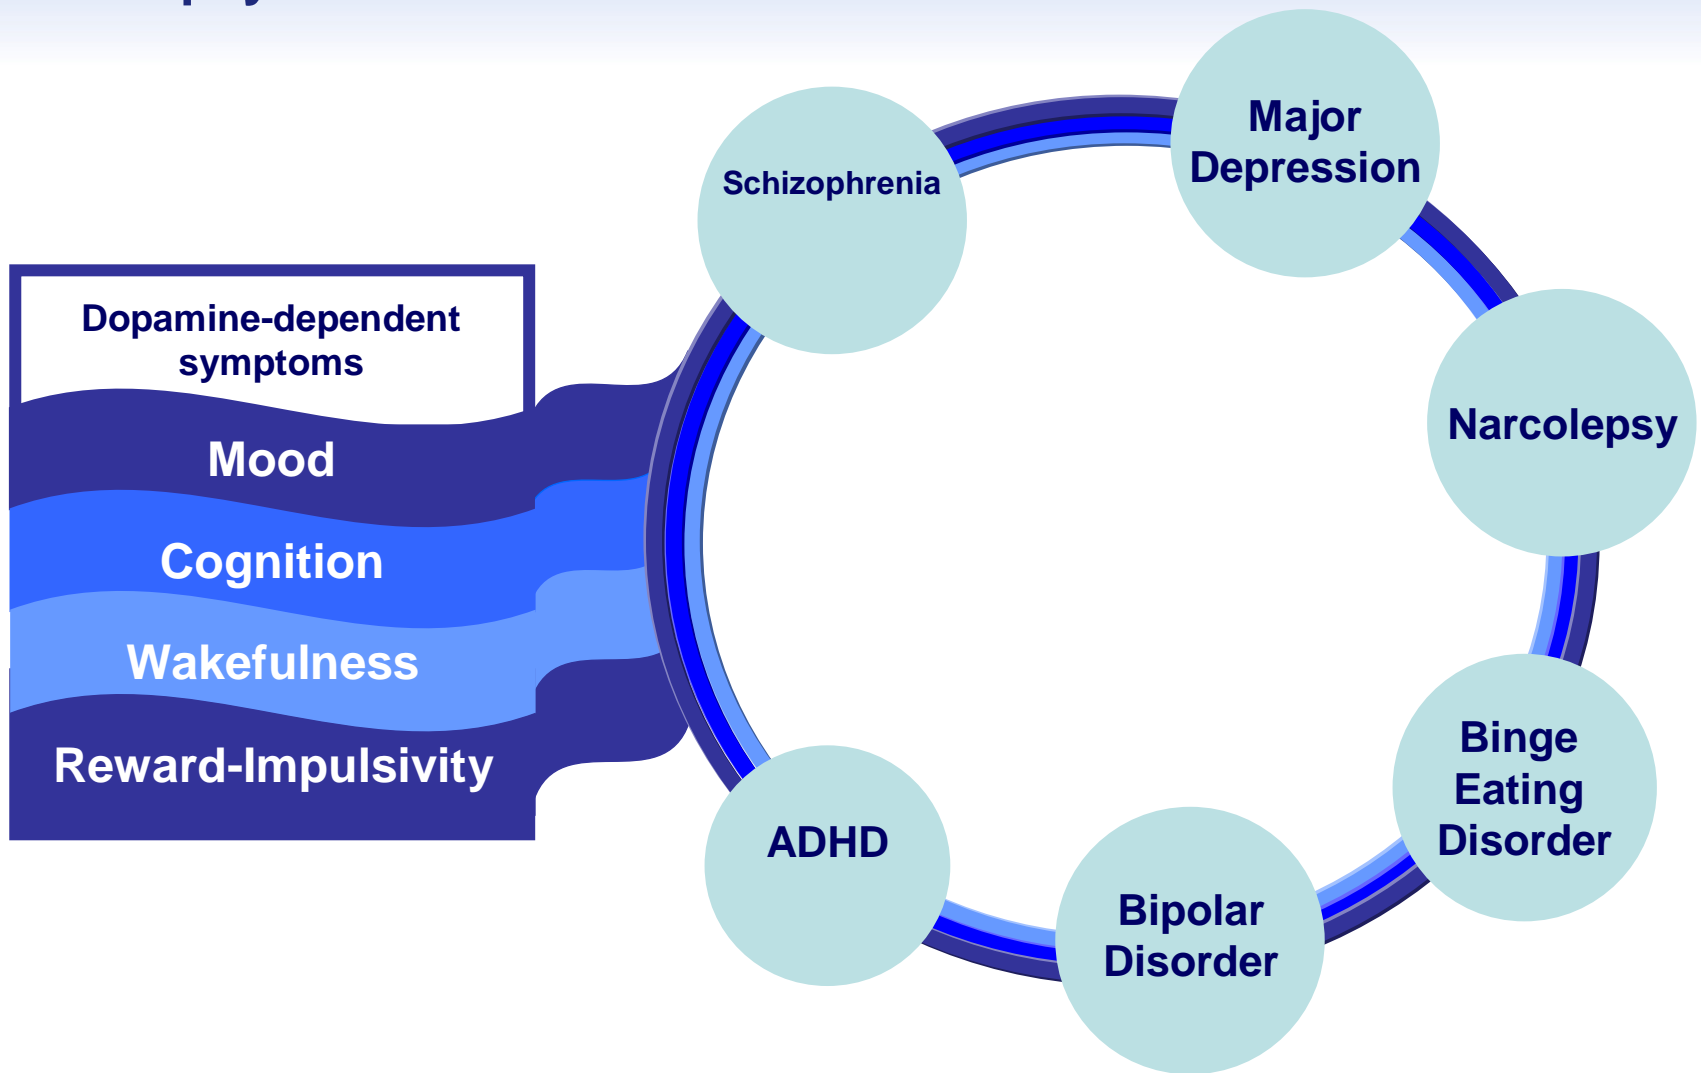 Schizophrenia
Major
Depression
Narcolepsy
Binge
Eating
Disorder
Bipolar
Disorder
ADHD
Dopamine-dependent
symptoms
Mood
Cognition
Wakefulness
Reward-Impulsivity